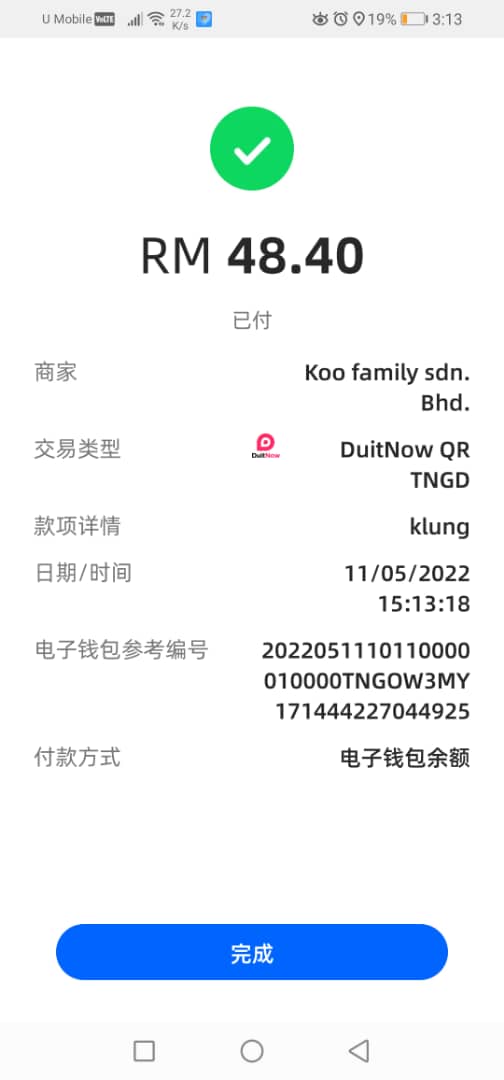 U Mobile VoLTE 27.2 K/s 19% 3:13
RM 48.40
已付
商家 Koo family sdn.
Bhd.
交易类型 DuitNow DuitNow QR
TNGD
款项详情 klung
日期/时间 11/05/2022
15:13:18
电子钱包参考编号 2022051110110000
010000TNGOW3MY
171444227044925
付款方式 电子钱包余额
完成